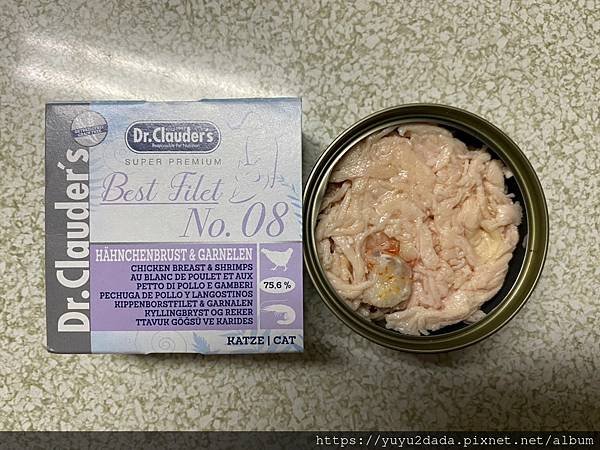 Dr.Clauder's
Dr.Clauder's
SUPER PREMIUM
Best Filet
No. 08
HÄHNCHENBRUST & GARNELEN
CHICKEN BREAST & SHRIMPS
AU BLANC DE POULET ET AUX
PETTO DI POLLO E GAMBERI
PECHUGA DE POLLO Y LANGOSTINOS
KIPPENBORSTFILET & GARNALEN
KYLLINGBRYST OG REKER
TTAVUK GÖĞSÜ VE KARIDES
75,6 %
KATZE | CAT
https://yuyu2dada.pixnet.net/album